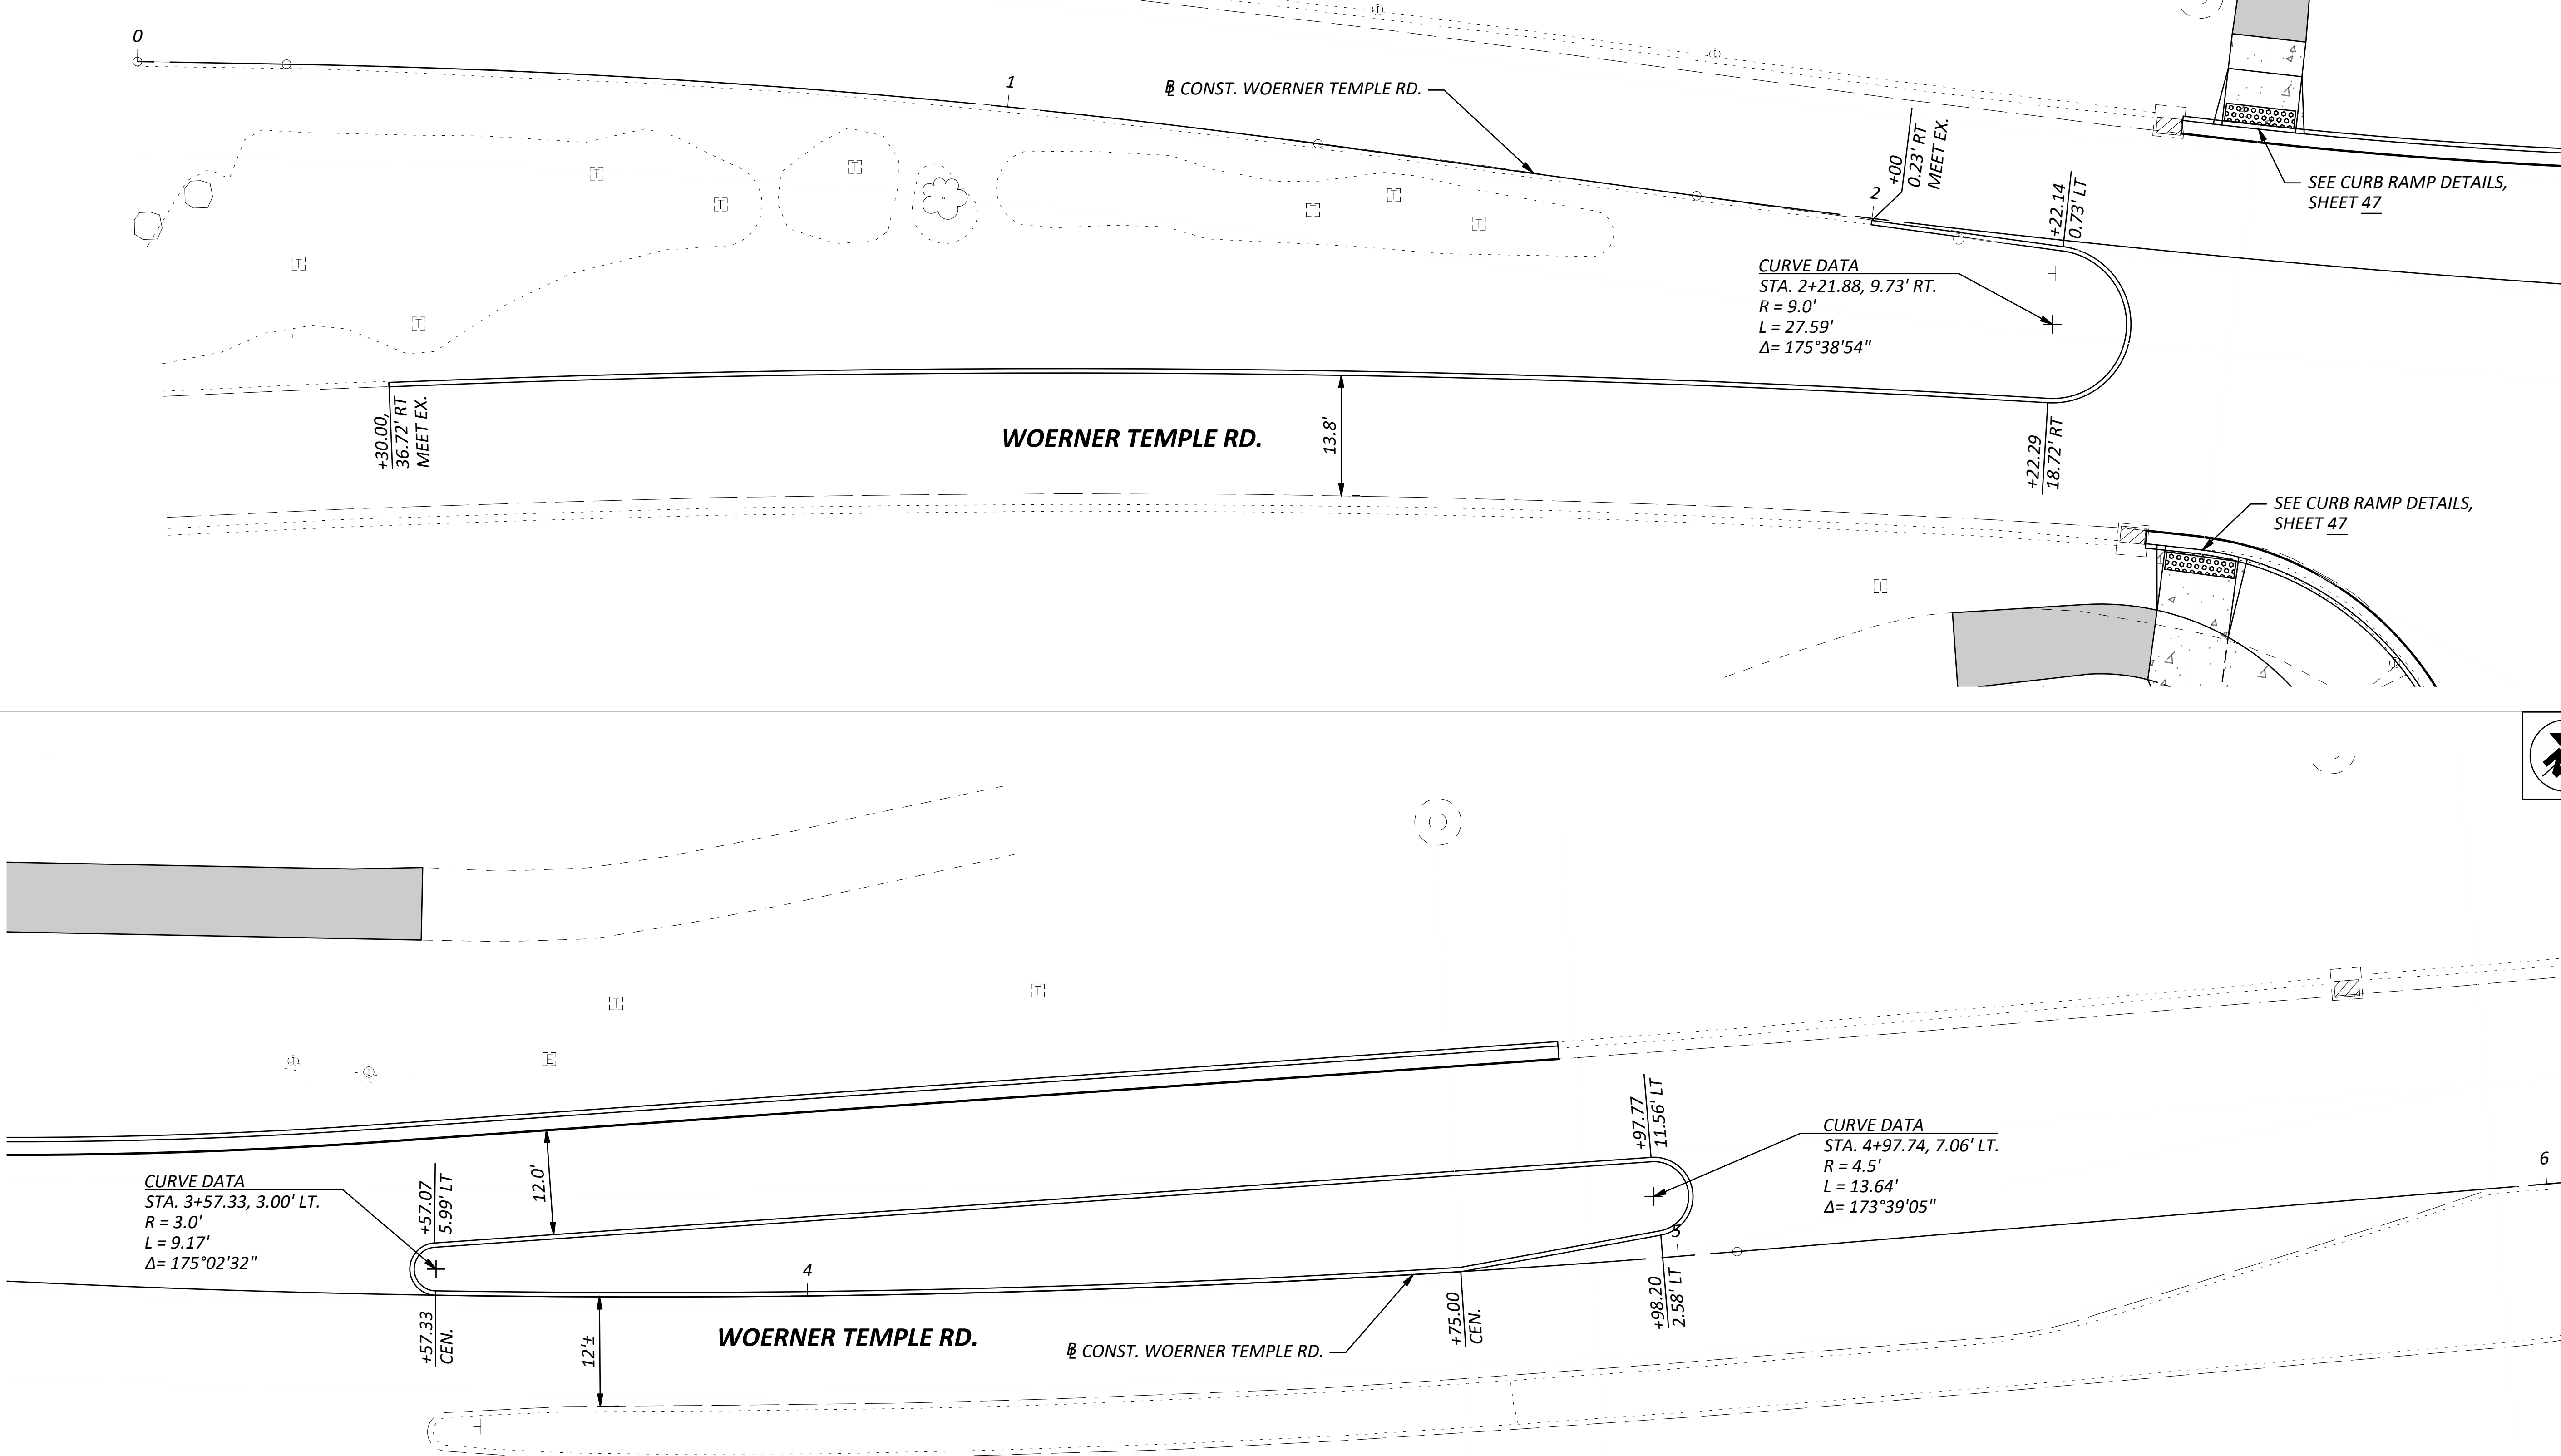 0
1
℄ CONST. WOERNER TEMPLE RD.
2
+00
0.23' RT
MEET EX.
+22.14
0.73' LT
SEE CURB RAMP DETAILS,
SHEET 47
CURVE DATA
STA. 2+21.88, 9.73' RT.
R = 9.0'
L = 27.59'
Δ= 175°38'54"
T
T
T
T
T
T
T
T
T
+30.00,
36.72' RT
MEET EX.
WOERNER TEMPLE RD.
13.8'
+22.29
18.72' RT
SEE CURB RAMP DETAILS,
SHEET 47
T
T
E
CURVE DATA
STA. 3+57.33, 3.00' LT.
R = 3.0'
L = 9.17'
Δ= 175°02'32"
+57.07
5.99' LT
12.0'
+97.77
11.56' LT
CURVE DATA
STA. 4+97.74, 7.06' LT.
R = 4.5'
L = 13.64'
Δ= 173°39'05"
6
5
4
+57.33
CEN.
12'±
WOERNER TEMPLE RD.
℄ CONST. WOERNER TEMPLE RD.
+75.00
CEN.
+98.20
2.58' LT